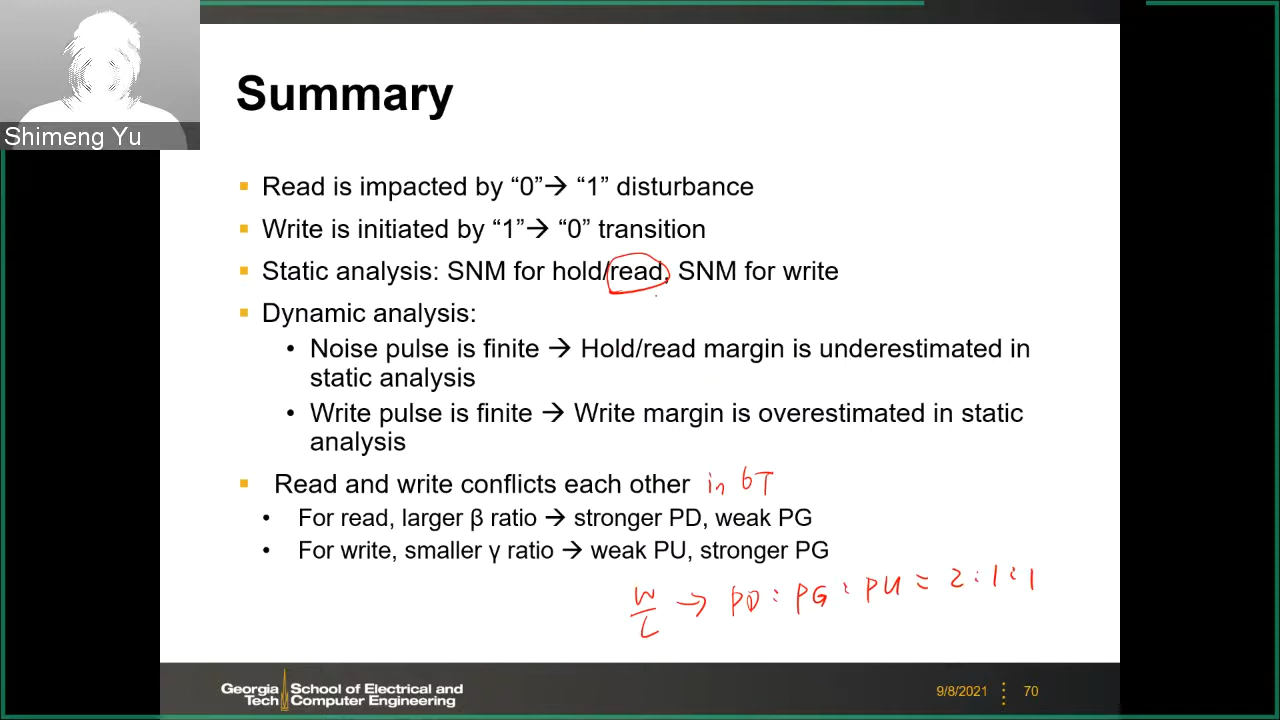 Shimeng Yu
Summary
▪ Read is impacted by “0”→ “1” disturbance
▪ Write is initiated by “1”→ “0” transition
▪ Static analysis: SNM for hold/read, SNM for write
▪ Dynamic analysis:
• Noise pulse is finite → Hold/read margin is underestimated in
static analysis
• Write pulse is finite → Write margin is overestimated in static
analysis
▪ Read and write conflicts each other in 6T
• For read, larger β ratio → stronger PD, weak PG
• For write, smaller γ ratio → weak PU, stronger PG
W/L → PD : PG : PU = 2 : 1 : 1
Georgia Tech School of Electrical and Computer Engineering
9/8/2021 70